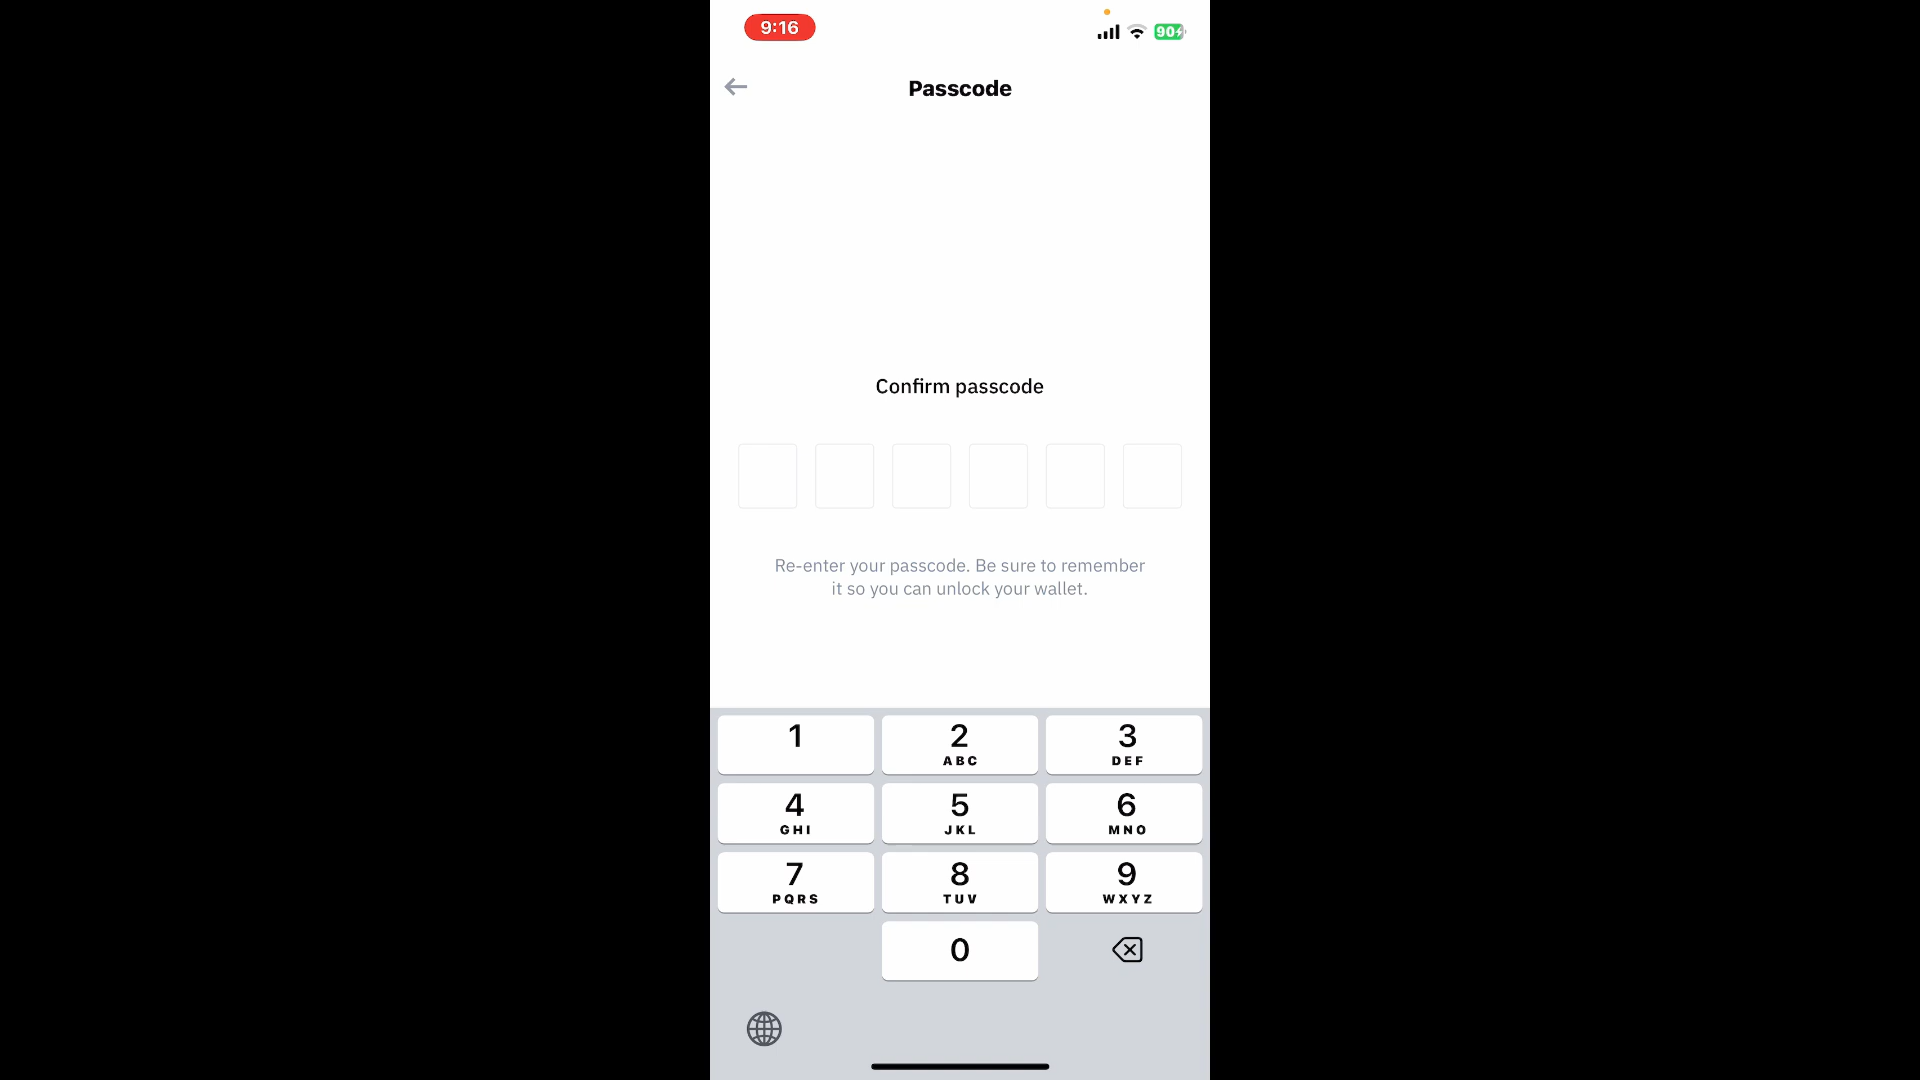 9:16
90
Passcode
Confirm passcode
Re-enter your passcode. Be sure to remember
it so you can unlock your wallet.
1
2
3
ABC
DEF
4
5
6
GHI
JKL
MNO
7
8
9
PQRS
TUV
WXYZ
0